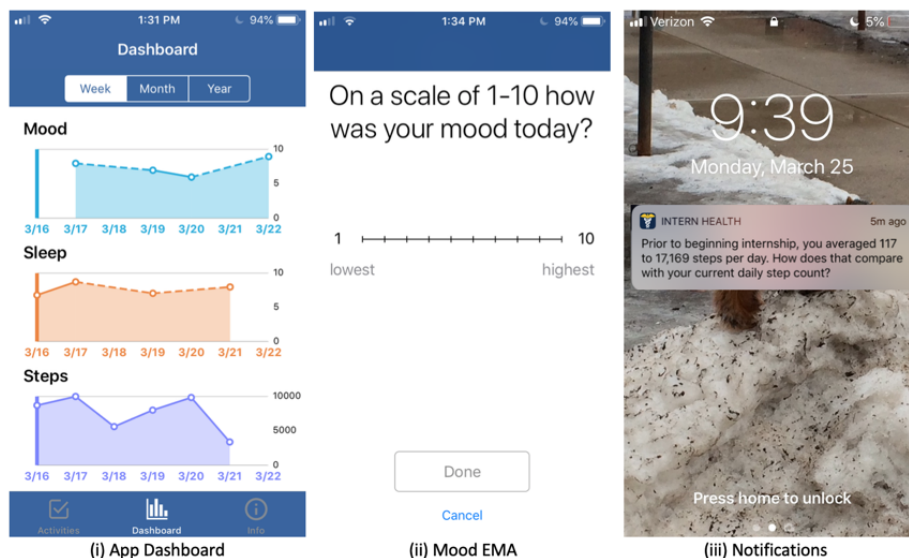 1:31 PM
94%
Dashboard
Week Month Year
Mood
10
5
0
3/16 3/17 3/18 3/19 3/20 3/21 3/22
Sleep
10
5
0
3/16 3/17 3/18 3/19 3/20 3/21 3/22
Steps
10000
5000
0
3/16 3/17 3/18 3/19 3/20 3/21 3/22
Activities Dashboard Info
(i) App Dashboard
1:34 PM
94%
On a scale of 1-10 how
was your mood today?
1 10
lowest highest
Done
Cancel
(ii) Mood EMA
Verizon
5%
9:39
Monday, March 25
INTERN HEALTH 5m ago
Prior to beginning internship, you averaged 117
to 17,169 steps per day. How does that compare
with your current daily step count?
Press home to unlock
(iii) Notifications